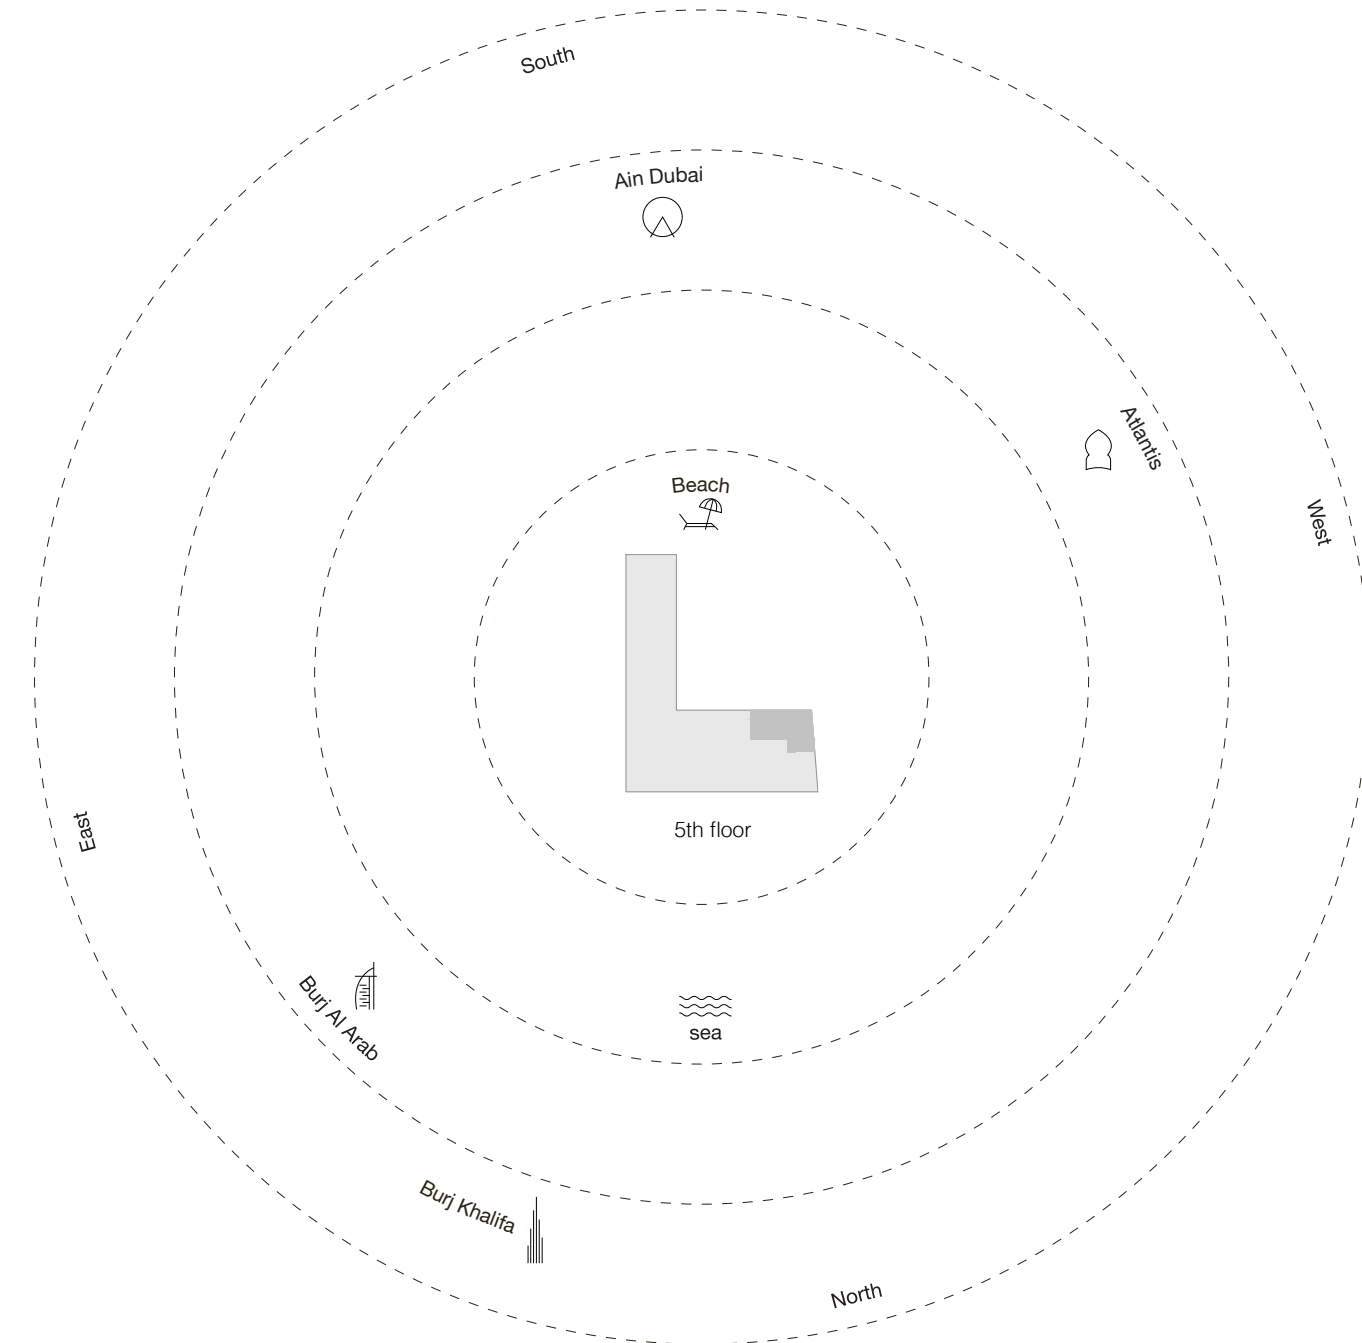 South
Ain Dubai
Atlantis
Beach
West
East
5th floor
Burj Al Arab
sea
Burj Khalifa
North